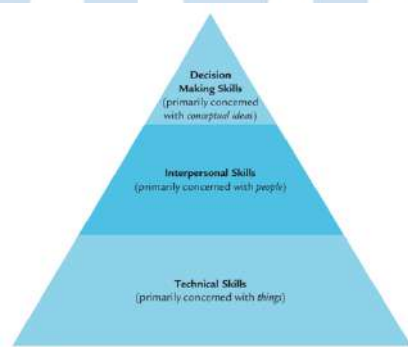 Decision
Making Skills
(primarily concerned
with conceptual ideas)
Interpersonal Skills
(primarily concerned with people)
Technical Skills
(primarily concerned with things)